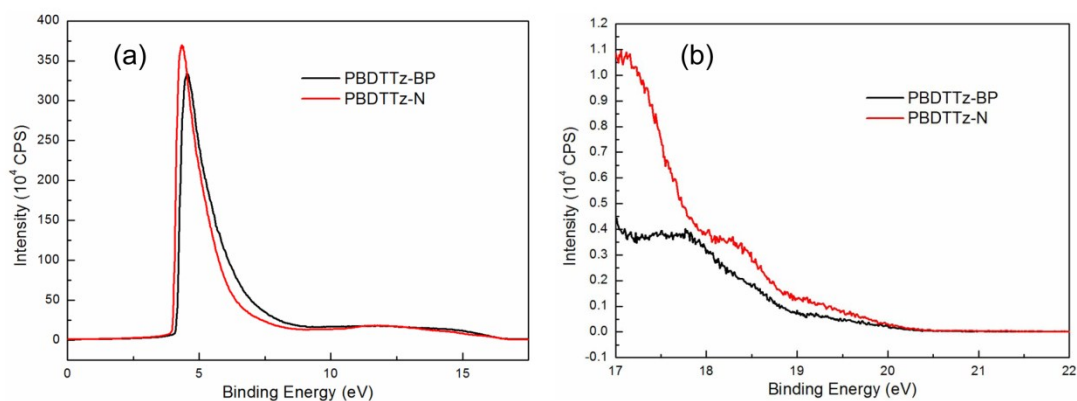 (a)
PBDTTz-BP
PBDTTz-N
400
350
300
250
200
150
100
50
0
Intensity (10⁴ CPS)
0 5 10 15
Binding Energy (eV)
(b)
PBDTTz-BP
PBDTTz-N
1.2
1.1
1.0
0.9
0.8
0.7
0.6
0.5
0.4
0.3
0.2
0.1
0.0
-0.1
Intensity (10⁴ CPS)
17 18 19 20 21 22
Binding Energy (eV)